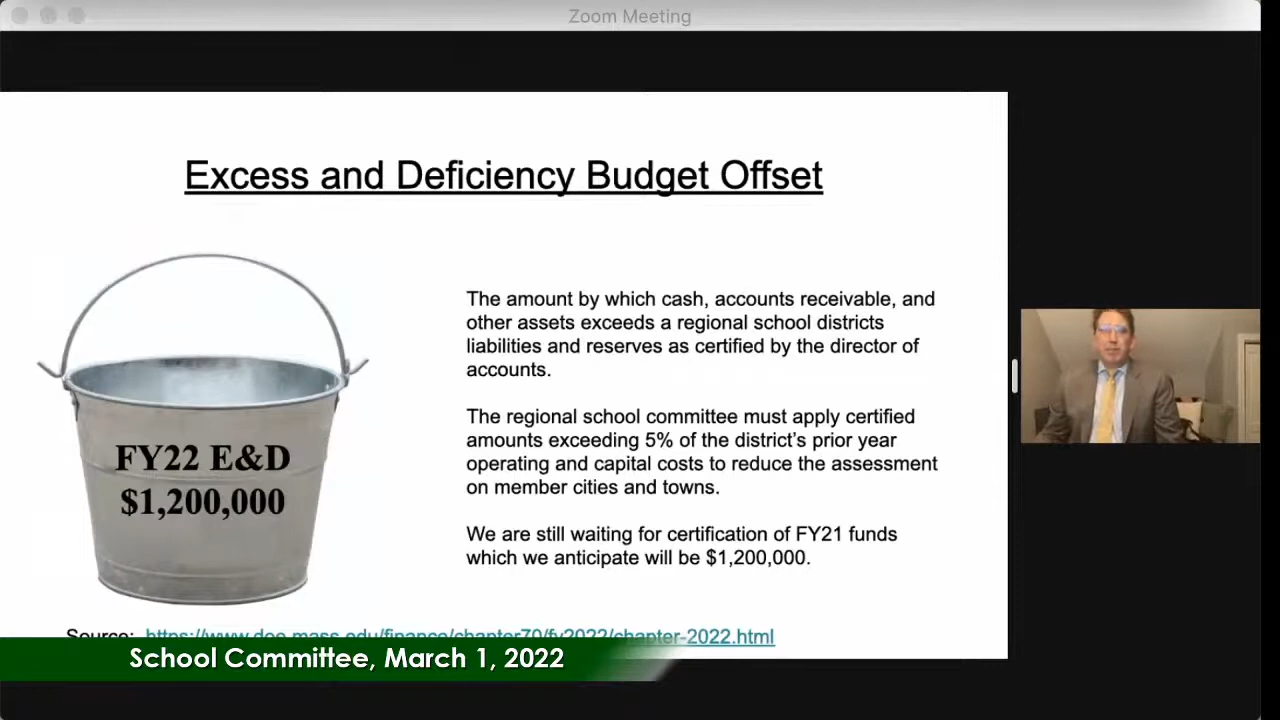 Zoom Meeting
Excess and Deficiency Budget Offset
The amount by which cash, accounts receivable, and
other assets exceeds a regional school districts
liabilities and reserves as certified by the director of
accounts.
The regional school committee must apply certified
amounts exceeding 5% of the district's prior year
operating and capital costs to reduce the assessment
on member cities and towns.
We are still waiting for certification of FY21 funds
which we anticipate will be $1,200,000.
FY22 E&D
$1,200,000
Source: https://www.doe.mass.edu/finance/chapter70/fy2022/chapter-2022.html
School Committee, March 1, 2022